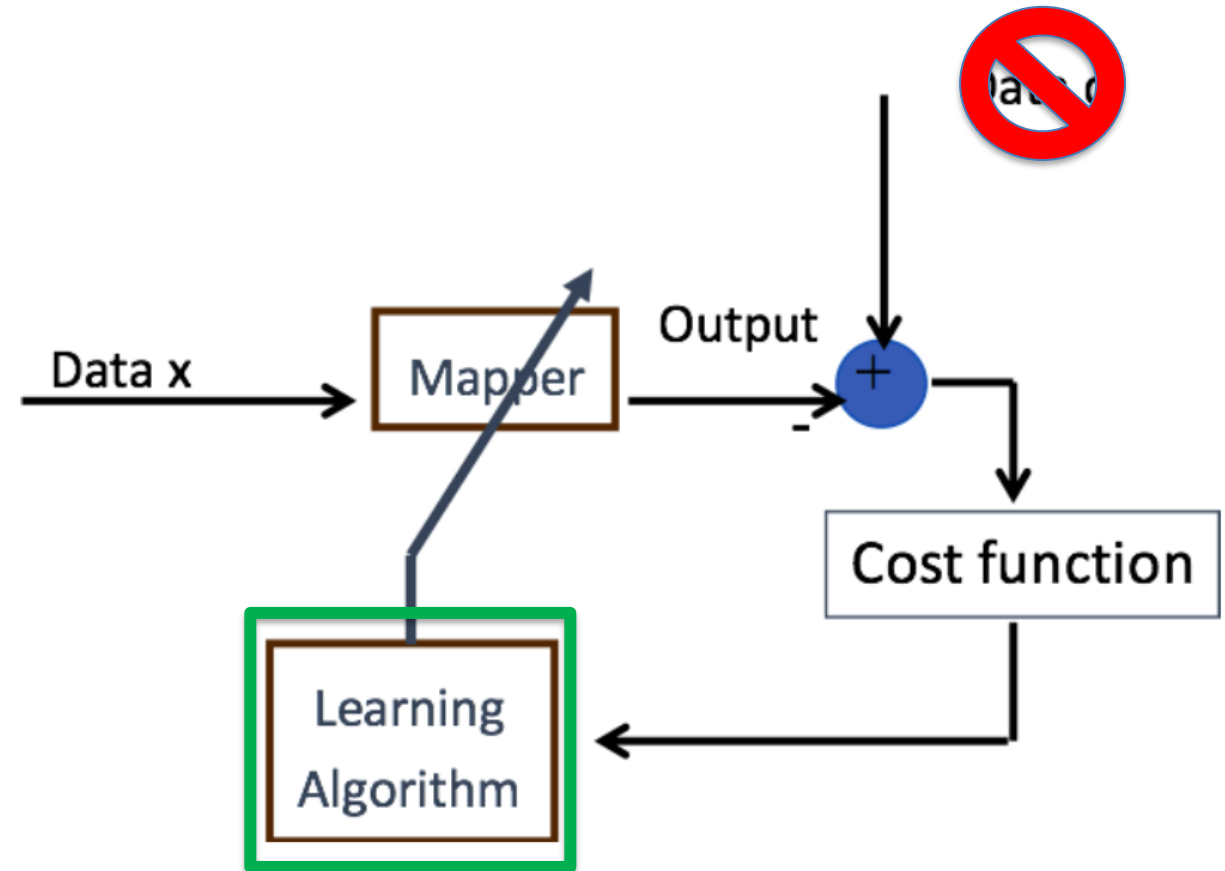 Data x
Mapper
Output
+
-
Cost function
Learning
Algorithm